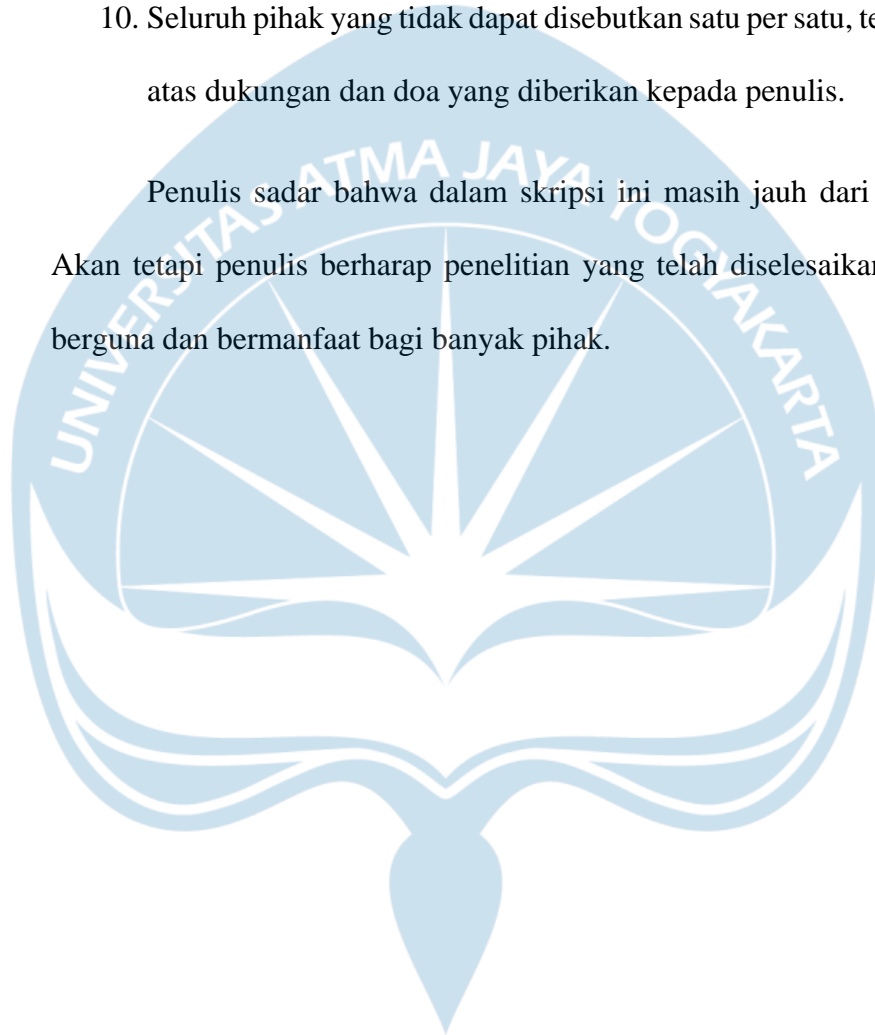 10. Seluruh pihak yang tidak dapat disebutkan satu per satu,
atas dukungan dan doa yang diberikan kepada penulis.
Penulis sadar bahwa dalam skripsi ini masih jauh dari
Akan tetapi penulis berharap penelitian yang telah diselesaikan
berguna dan bermanfaat bagi banyak pihak.
UNIVERSITAS ATMA JAYA YOGYAKARTA